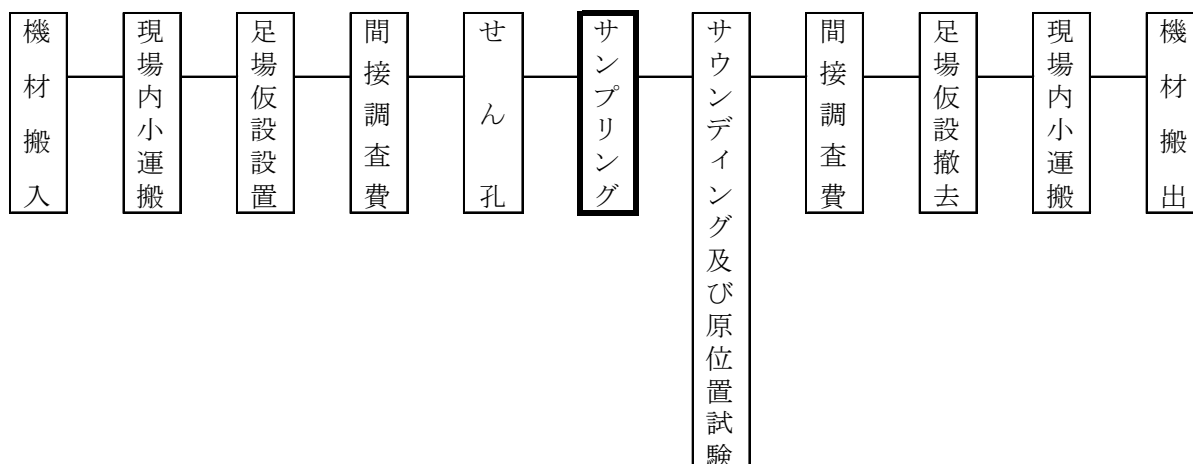 機材搬入
現場内小運搬
足場仮設設置
間接調査費
せん孔
サンプリング
サウンディング及び原位置試験
間接調査費
足場仮設撤去
現場内小運搬
機材搬出